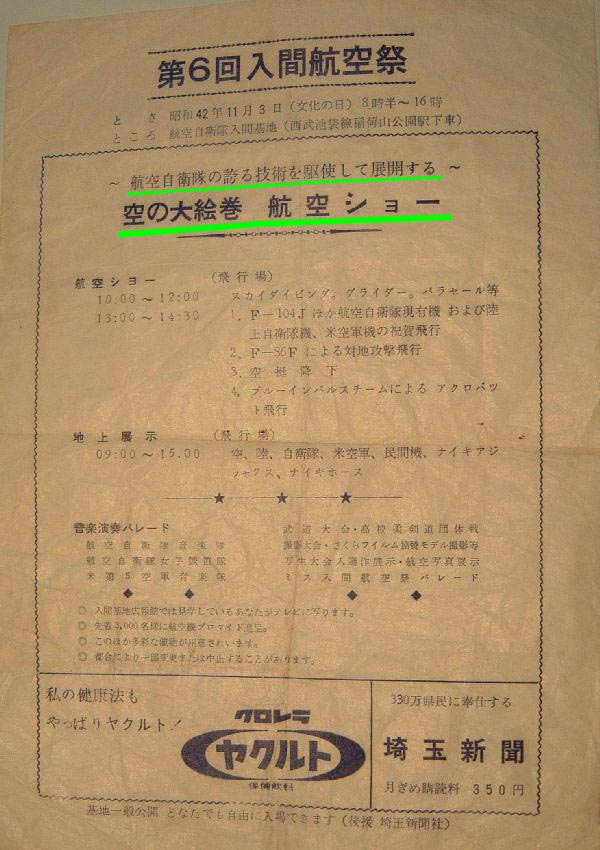 第6回入間航空祭
とき 昭和42年11月3日（文化の日）8時半〜16時
ところ 航空自衛隊入間基地（西武池袋線稲荷山公園駅下車）
〜 航空自衛隊の誇る技術を駆使して展開する 〜
空の大絵巻 航空ショー
航空ショー （飛行場）
10:00〜12:00 スカイダイビング。グライダー。パラセール等
13:00〜14:30 1, F−104Jほか航空自衛隊現有機 および陸
上自衛隊機、米空軍機の祝賀飛行
2, F−86Fによる対地攻撃飛行
3, 空挺降下
4, ブルーインパルスチームによる アクロバッ
ト飛行
地上展示 （飛行場）
09:00〜15.00 空、陸、自衛隊、米空軍、民間機、ナイキアジ
ャックス、ナイキホース
音楽演奏パレード
航空自衛隊音楽隊
航空自衛隊女子鼓笛隊
米第5空軍音楽隊
武道大会・高校柔剣道団体戦
撮影大会・さくらフイルム協賛モデル撮影等
写生大会入選作展示・航空写真展示
ミス入間航空祭パレード
◎ 入間基地広報館では見学しているあなたがテレビに写ります。
◎ 先着3,000名様に航空機ブロマイド進呈。
◎ このほか多彩な催物が用意されいます。
◎ 都合により一部変更または中止することがあります。
私の健康法も
やっぱりヤクルト！
クロレラ
ヤクルト
保健飲料
330万県民に奉仕する
埼玉新聞
月ぎめ購読料 350円
基地一般公開 どなたでも自由に入場できます（後援 埼玉新聞社）